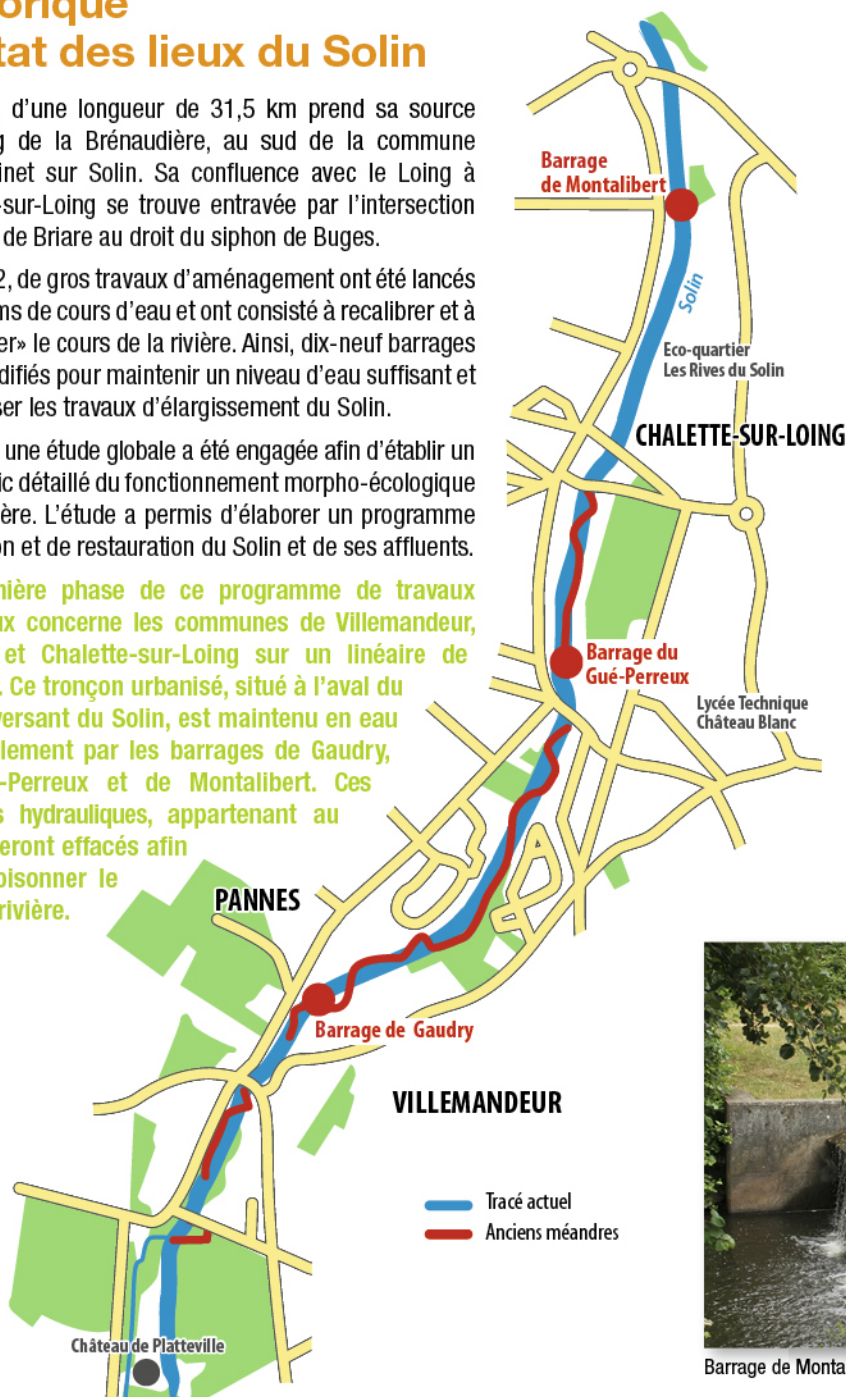 orique
tat des lieux du Solin
d'une longueur de 31,5 km prend sa source
g de la Brénaudière, au sud de la commune
inet sur Solin. Sa confluence avec le Loing à
-sur-Loing se trouve entravée par l'intersection
de Briare au droit du siphon de Buges.
2, de gros travaux d'aménagement ont été lancés
ms de cours d'eau et ont consisté à recalibrer et à
er» le cours de la rivière. Ainsi, dix-neuf barrages
difiés pour maintenir un niveau d'eau suffisant et
ser les travaux d'élargissement du Solin.
une étude globale a été engagée afin d'établir un
ic détaillé du fonctionnement morpho-écologique
ière. L'étude a permis d'élaborer un programme
on et de restauration du Solin et de ses affluents.
nière phase de ce programme de travaux
ux concerne les communes de Villemandeur,
et Chalette-sur-Loing sur un linéaire de
. Ce tronçon urbanisé, situé à l'aval du
versant du Solin, est maintenu en eau
llement par les barrages de Gaudry,
-Perreux et de Montalibert. Ces
s hydrauliques, appartenant au
eront effacés afin
oisonner le
rivière.
Barrage
de Montalibert
Solin
Eco-quartier
Les Rives du Solin
CHALETTE-SUR-LOING
Barrage du
Gué-Perreux
Lycée Technique
Château Blanc
PANNES
Barrage de Gaudry
VILLEMANDEUR
Tracé actuel
Anciens méandres
Château de Platteville
Barrage de Monta